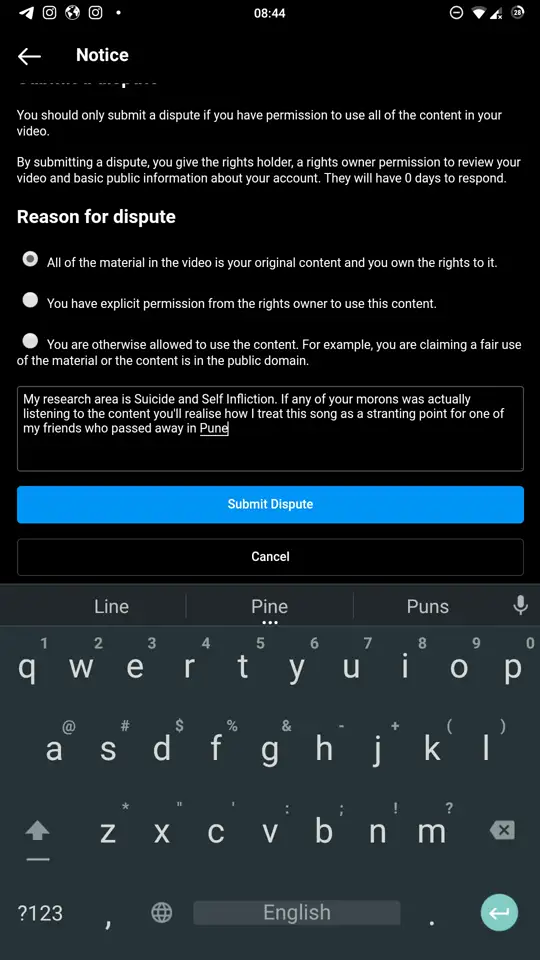 08:44
28
Notice
Submit a dispute
You should only submit a dispute if you have permission to use all of the content in your
video.
By submitting a dispute, you give the rights holder, a rights owner permission to review your
video and basic public information about your account. They will have 0 days to respond.
Reason for dispute
All of the material in the video is your original content and you own the rights to it.
You have explicit permission from the rights owner to use this content.
You are otherwise allowed to use the content. For example, you are claiming a fair use
of the material or the content is in the public domain.
My research area is Suicide and Self Infliction. If any of your morons was actually
listening to the content you'll realise how I treat this song as a stranting point for one of
my friends who passed away in Pune
Submit Dispute
Cancel
Line Pine Puns
1 2 3 4 5 6 7 8 9 0
q w e r t y u i o p
@ # $ % & - + ( )
a s d f g h j k l
* " ' : ; ! ?
z x c v b n m
?123 , English .